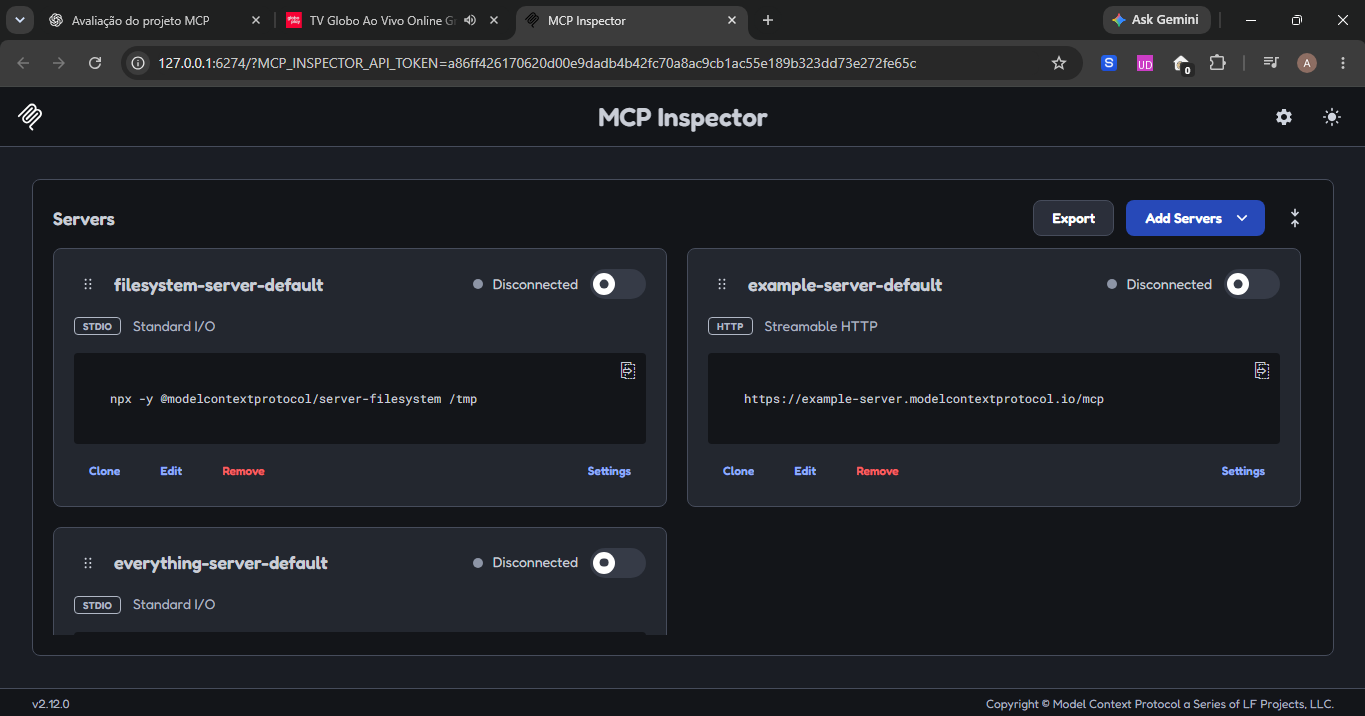 Avaliação do projeto MCP
TV Globo Ao Vivo Online G
MCP Inspector
Ask Gemini
127.0.0.1:6274/?MCP_INSPECTOR_API_TOKEN=a86ff426170620d00e9dadb4b42fc70a8ac9cb1ac55e189b323dd73e272fe65c
S
UD
0
A
MCP Inspector
Servers
Export
Add Servers
filesystem-server-default
Disconnected
STDIO
Standard I/O
npx -y @modelcontextprotocol/server-filesystem /tmp
Clone
Edit
Remove
Settings
example-server-default
Disconnected
HTTP
Streamable HTTP
https://example-server.modelcontextprotocol.io/mcp
Clone
Edit
Remove
Settings
everything-server-default
Disconnected
STDIO
Standard I/O
v2.12.0
Copyright © Model Context Protocol a Series of LF Projects, LLC.